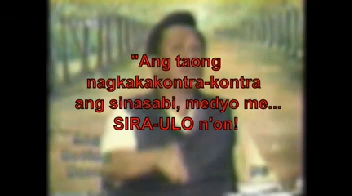 "Ang taong
nagkakakontra-kontra
ang sinasabi, medyo me...
SIRA-ULO n'on!